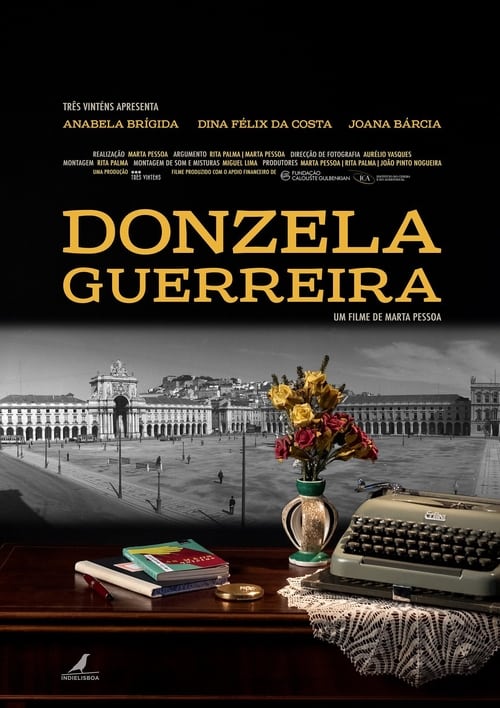 TRÊS VINTÉNS APRESENTA
ANABELA BRÍGIDA DINA FÉLIX DA COSTA JOANA BÁRCIA
REALIZAÇÃO MARTA PESSOA ARGUMENTO RITA PALMA | MARTA PESSOA DIRECÇÃO DE FOTOGRAFIA AURÉLIO VASQUES
MONTAGEM RITA PALMA MONTAGEM DE SOM E MISTURAS MIGUEL LIMA PRODUTORES MARTA PESSOA | RITA PALMA | JOÃO PINTO NOGUEIRA
UMA PRODUÇÃO TRÊS VINTÉNS FILME PRODUZIDO COM O APOIO FINANCEIRO DE FUNDAÇÃO CALOUSTE GULBENKIAN ICA
DONZELA
GUERREIRA
UM FILME DE MARTA PESSOA
INDIELISBOA